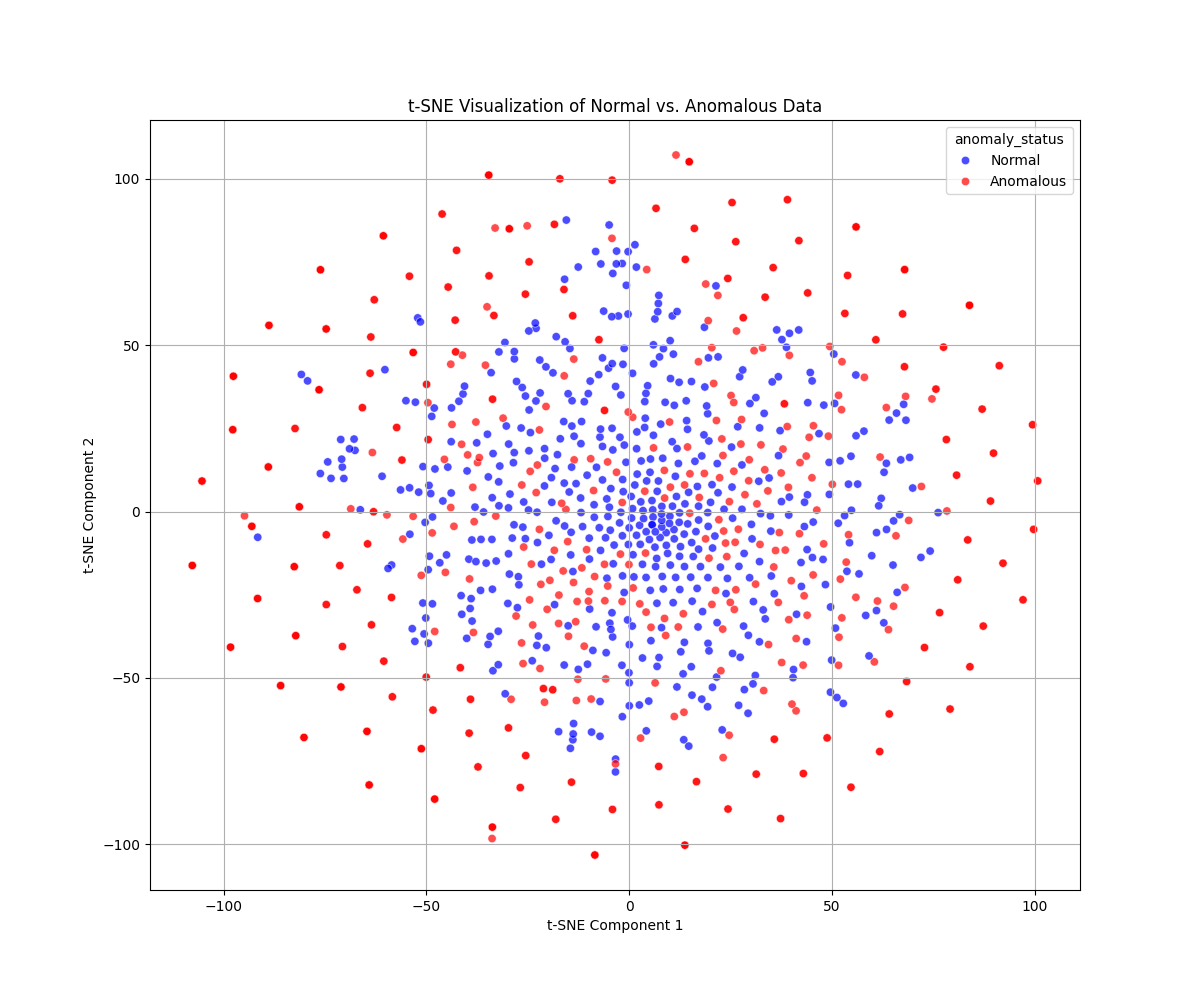 t-SNE Visualization of Normal vs. Anomalous Data
anomaly_status
Normal
Anomalous
100
50
0
−50
−100
t-SNE Component 2
−100
−50
0
50
100
t-SNE Component 1